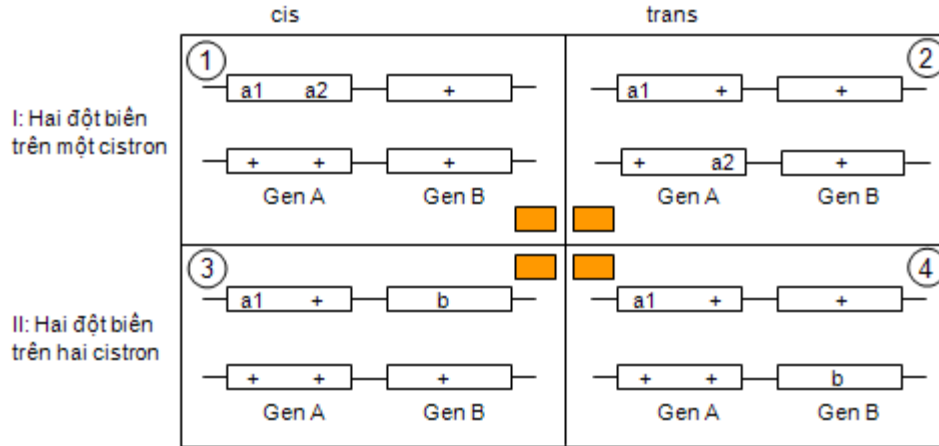 cis trans
1 2
a1 a2 + a1 + +
I: Hai đột biến
trên một cistron
+ + + + a2 +
Gen A Gen B Gen A Gen B
3 4
a1 + b a1 + +
II: Hai đột biến
trên hai cistron
+ + + + + b
Gen A Gen B Gen A Gen B